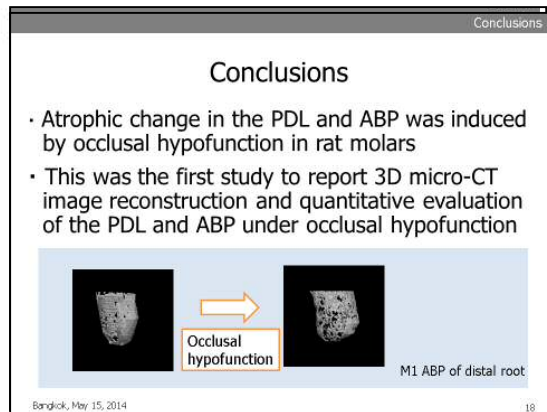 Conclusions
Conclusions
· Atrophic change in the PDL and ABP was induced
by occlusal hypofunction in rat molars
· This was the first study to report 3D micro-CT
image reconstruction and quantitative evaluation
of the PDL and ABP under occlusal hypofunction
Occlusal
hypofunction
M1 ABP of distal root
Bangkok, May 15, 2014
18